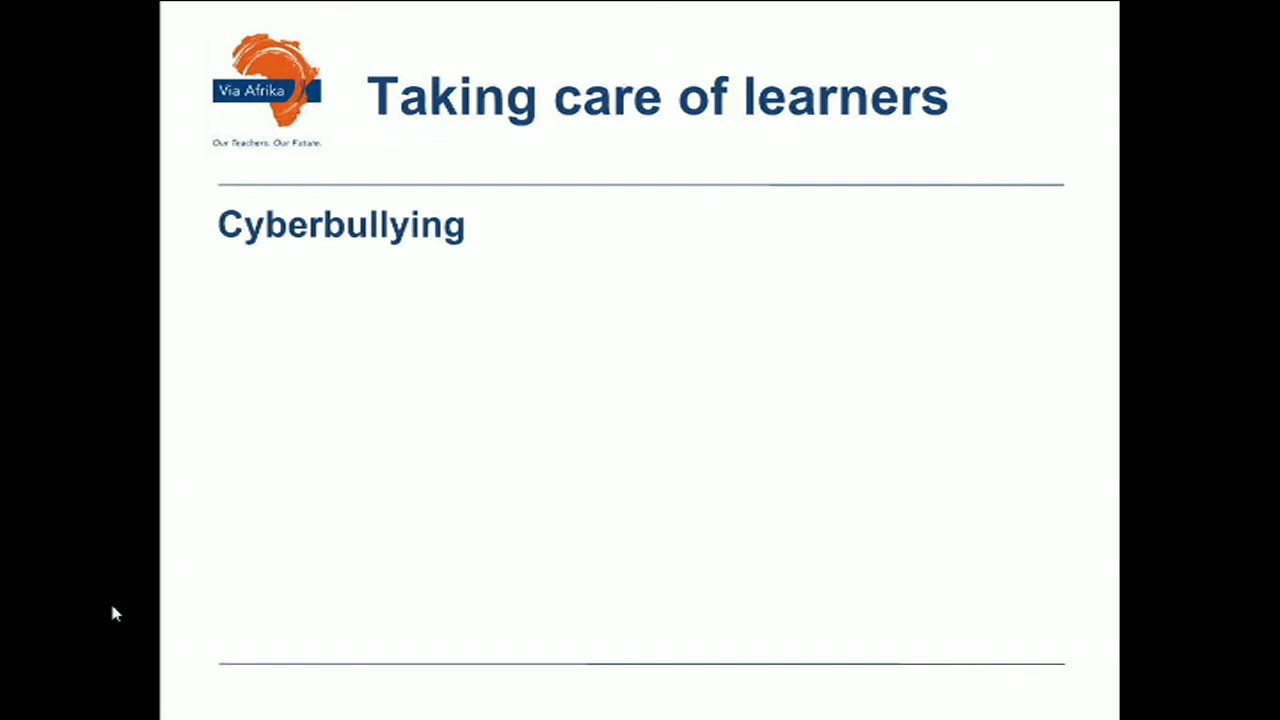 Via Afrika
Our Teachers. Our Future.
Taking care of learners
Cyberbullying